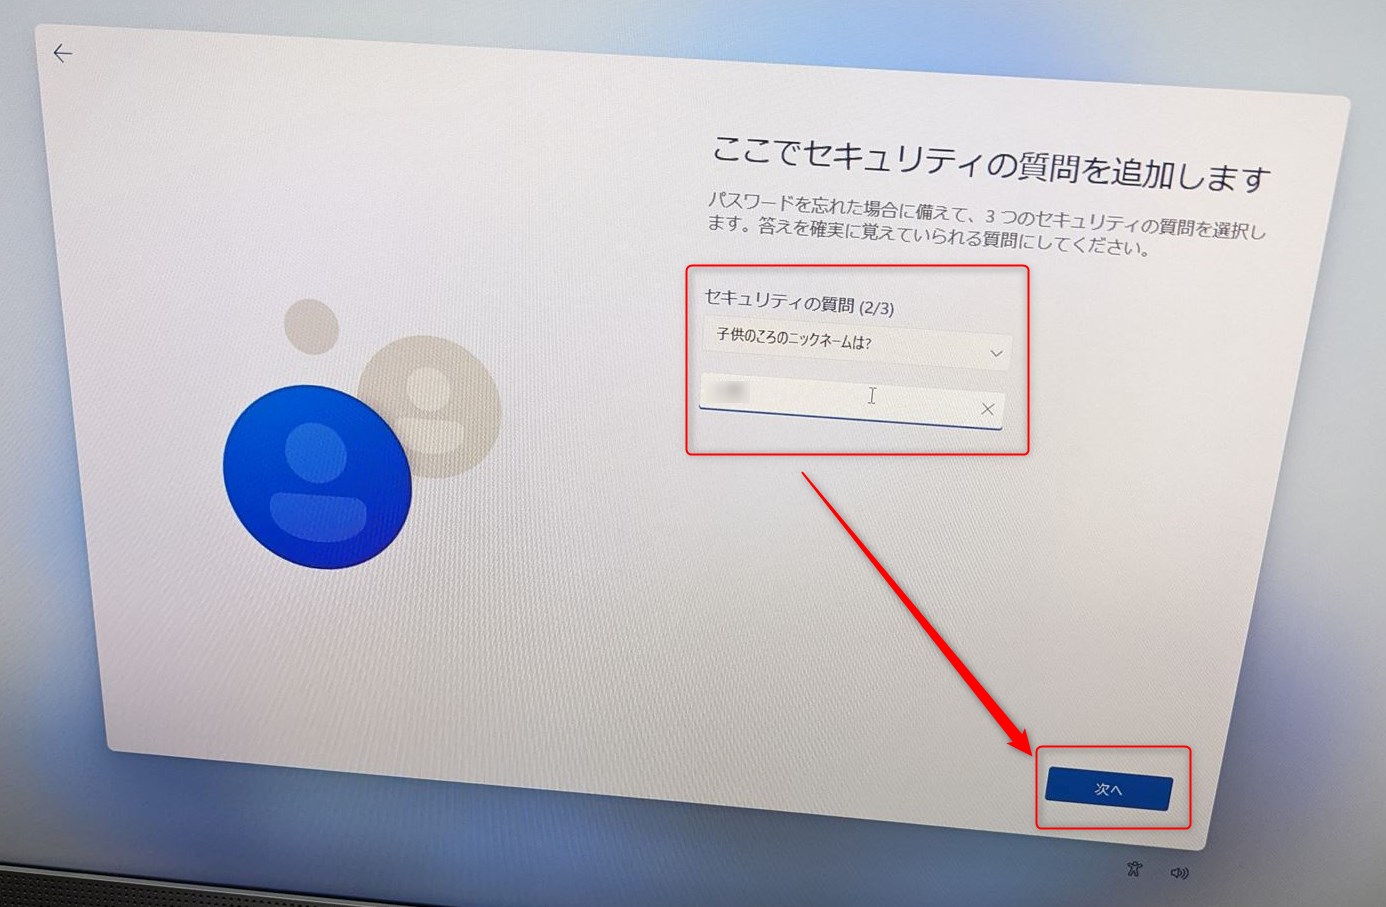 ここでセキュリティの質問を追加します
パスワードを忘れた場合に備えて、3 つのセキュリティの質問を選択し
ます。答えを確実に覚えていられる質問にしてください。
セキュリティの質問 (2/3)
子供のころのニックネームは?
次へ